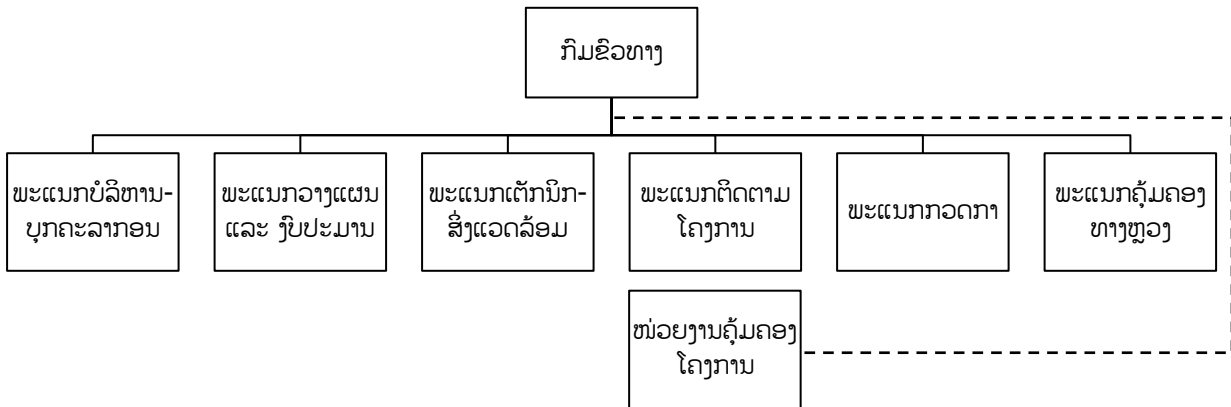 ກົມຂົວທາງ
ພະແນກບໍລິຫານ-
ບຸກຄະລາກອນ
ພະແນກວາງແຜນ
ແລະ ງົບປະມານ
ພະແນກເຕັກນິກ-
ສິ່ງແວດລ້ອມ
ພະແນກຕິດຕາມ
ໂຄງການ
ພະແນກກວດກາ
ພະແນກຄຸ້ມຄອງ
ທາງຫຼວງ
ໜ່ວຍງານຄຸ້ມຄອງ
ໂຄງການ